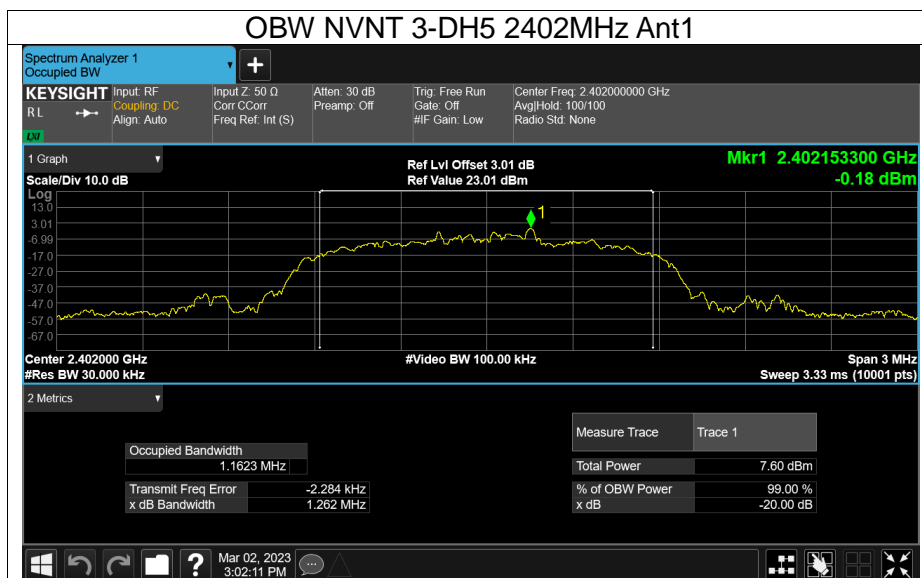 OBW NVNT 3-DH5 2402MHz Ant1
Spectrum Analyzer 1
Occupied BW
+
KEYSIGHT
R L
LXI
Input: RF
Coupling: DC
Align: Auto
Input Z: 50 Ω
Corr CCorr
Freq Ref: Int (S)
Atten: 30 dB
Preamp: Off
Trig: Free Run
Gate: Off
#IF Gain: Low
Center Freq: 2.402000000 GHz
Avg|Hold: 100/100
Radio Std: None
1 Graph
Scale/Div 10.0 dB
Ref Lvl Offset 3.01 dB
Ref Value 23.01 dBm
Mkr1 2.402153300 GHz
-0.18 dBm
Log
13.0
3.01
-6.99
-17.0
-27.0
-37.0
-47.0
-57.0
-67.0
1
Center 2.402000 GHz
#Res BW 30.000 kHz
#Video BW 100.00 kHz
Span 3 MHz
Sweep 3.33 ms (10001 pts)
2 Metrics
Measure Trace Trace 1
Occupied Bandwidth
1.1623 MHz
Total Power 7.60 dBm
Transmit Freq Error -2.284 kHz
% of OBW Power 99.00 %
x dB Bandwidth 1.262 MHz
x dB -20.00 dB
?
Mar 02, 2023
3:02:11 PM